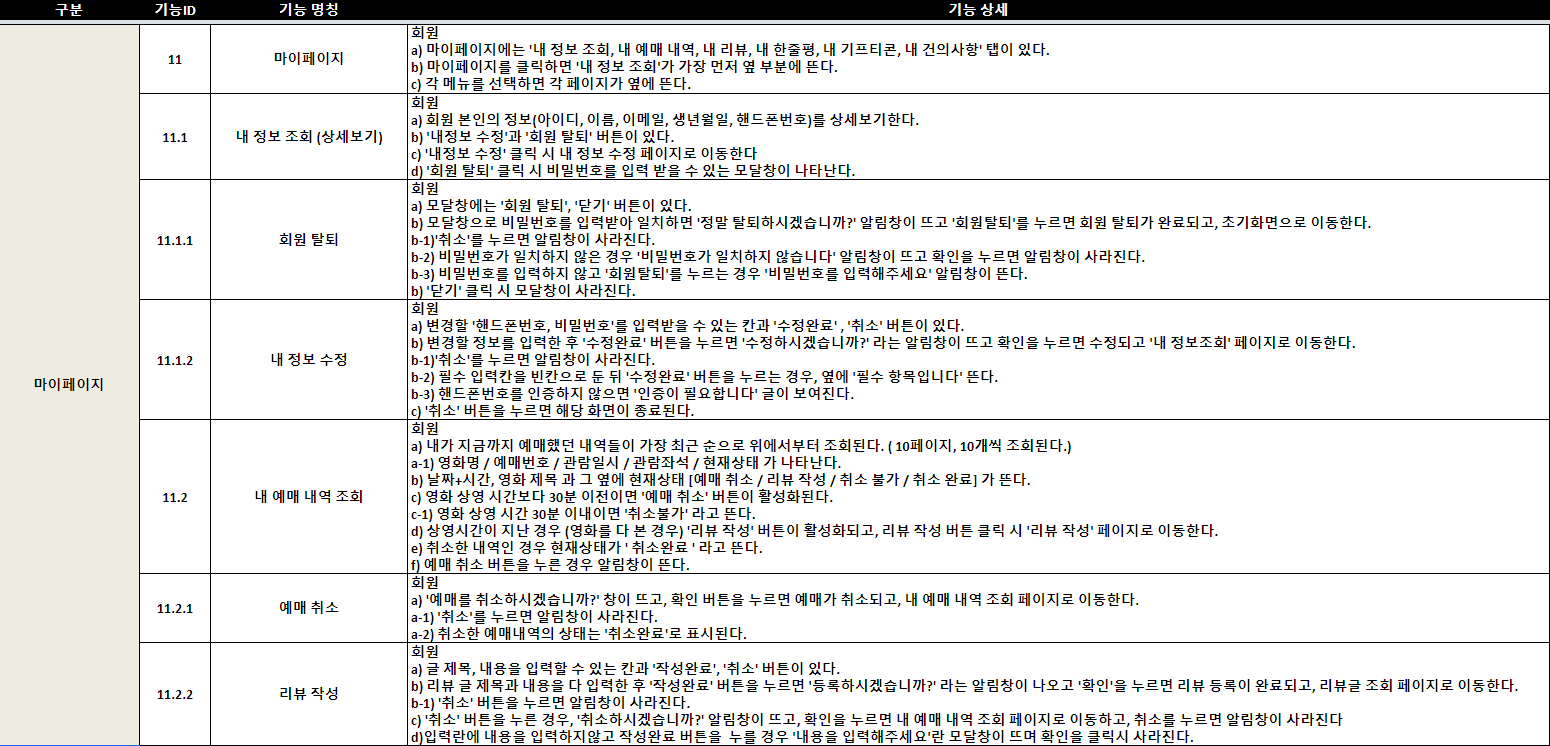 구분 기능ID 기능 명칭 기능 상세
마이페이지
11 마이페이지
회원
a) 마이페이지에는 '내 정보 조회, 내 예매 내역, 내 리뷰, 내 한줄평, 내 기프티콘, 내 건의사항' 탭이 있다.
b) 마이페이지를 클릭하면 '내 정보 조회'가 가장 먼저 옆 부분에 뜬다.
c) 각 메뉴를 선택하면 각 페이지가 옆에 뜬다.
11.1 내 정보 조회 (상세보기)
회원
a) 회원 본인의 정보(아이디, 이름, 이메일, 생년월일, 핸드폰번호)를 상세보기한다.
b) '내정보 수정'과 '회원 탈퇴' 버튼이 있다.
c) '내정보 수정' 클릭 시 내 정보 수정 페이지로 이동한다
d) '회원 탈퇴' 클릭 시 비밀번호를 입력 받을 수 있는 모달창이 나타난다.
11.1.1 회원 탈퇴
회원
a) 모달창에는 '회원 탈퇴', '닫기' 버튼이 있다.
b) 모달창으로 비밀번호를 입력받아 일치하면 '정말 탈퇴하시겠습니까?' 알림창이 뜨고 '회원탈퇴'를 누르면 회원 탈퇴가 완료되고, 초기화면으로 이동한다.
b-1)'취소'를 누르면 알림창이 사라진다.
b-2) 비밀번호가 일치하지 않은 경우 '비밀번호가 일치하지 않습니다' 알림창이 뜨고 확인을 누르면 알림창이 사라진다.
b-3) 비밀번호를 입력하지 않고 '회원탈퇴'를 누르는 경우 '비밀번호를 입력해주세요' 알림창이 뜬다.
b) '닫기' 클릭 시 모달창이 사라진다.
11.1.2 내 정보 수정
회원
a) 변경할 '핸드폰번호, 비밀번호'를 입력받을 수 있는 칸과 '수정완료' , '취소' 버튼이 있다.
b) 변경할 정보를 입력한 후 '수정완료' 버튼을 누르면 '수정하시겠습니까?' 라는 알림창이 뜨고 확인을 누르면 수정되고 '내 정보조회' 페이지로 이동한다.
b-1)'취소'를 누르면 알림창이 사라진다.
b-2) 필수 입력칸을 빈칸으로 둔 뒤 '수정완료' 버튼을 누르는 경우, 옆에 '필수 항목입니다' 뜬다.
b-3) 핸드폰번호를 인증하지 않으면 '인증이 필요합니다' 글이 보여진다.
c) '취소' 버튼을 누르면 해당 화면이 종료된다.
11.2 내 예매 내역 조회
회원
a) 내가 지금까지 예매했던 내역들이 가장 최근 순으로 위에서부터 조회된다. ( 10페이지, 10개씩 조회된다.)
a-1) 영화명 / 예매번호 / 관람일시 / 관람좌석 / 현재상태 가 나타난다.
b) 날짜+시간, 영화 제목 과 그 옆에 현재상태 [예매 취소 / 리뷰 작성 / 취소 불가 / 취소 완료] 가 뜬다.
c) 영화 상영 시간보다 30분 이전이면 '예매 취소' 버튼이 활성화된다.
c-1) 영화 상영 시간 30분 이내이면 '취소불가' 라고 뜬다.
d) 상영시간이 지난 경우 (영화를 다 본 경우) '리뷰 작성' 버튼이 활성화되고, 리뷰 작성 버튼 클릭 시 '리뷰 작성' 페이지로 이동한다.
e) 취소한 내역인 경우 현재상태가 ' 취소완료 ' 라고 뜬다.
f) 예매 취소 버튼을 누른 경우 알림창이 뜬다.
11.2.1 예매 취소
회원
a) '예매를 취소하시겠습니까?' 창이 뜨고, 확인 버튼을 누르면 예매가 취소되고, 내 예매 내역 조회 페이지로 이동한다.
a-1) '취소'를 누르면 알림창이 사라진다.
a-2) 취소한 예매내역의 상태는 '취소완료'로 표시된다.
11.2.2 리뷰 작성
회원
a) 글 제목, 내용을 입력할 수 있는 칸과 '작성완료', '취소' 버튼이 있다.
b) 리뷰 글 제목과 내용을 다 입력한 후 '작성완료' 버튼을 누르면 '등록하시겠습니까?' 라는 알림창이 나오고 '확인'을 누르면 리뷰 등록이 완료되고, 리뷰글 조회 페이지로 이동한다.
b-1) '취소' 버튼을 누르면 알림창이 사라진다.
c) '취소' 버튼을 누른 경우, '취소하시겠습니까?' 알림창이 뜨고, 확인을 누르면 내 예매 내역 조회 페이지로 이동하고, 취소를 누르면 알림창이 사라진다
d)입력란에 내용을 입력하지않고 작성완료 버튼을  누를 경우 '내용을 입력해주세요'란 모달창이 뜨며 확인을 클릭시 사라진다.